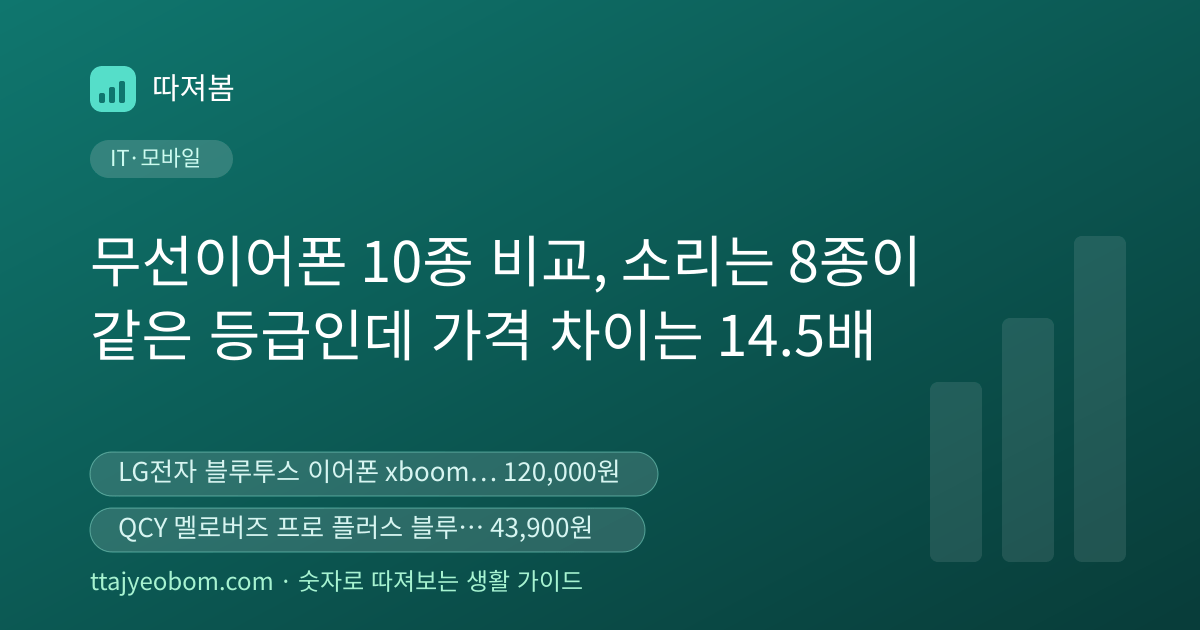 따져봄
IT·모바일
무선이어폰 10종 비교, 소리는 8종이
같은 등급인데 가격 차이는 14.5배
LG전자 블루투스 이어폰 xboom… 120,000원
QCY 멜로버즈 프로 플러스 블루… 43,900원
ttajyeobom.com · 숫자로 따져보는 생활 가이드